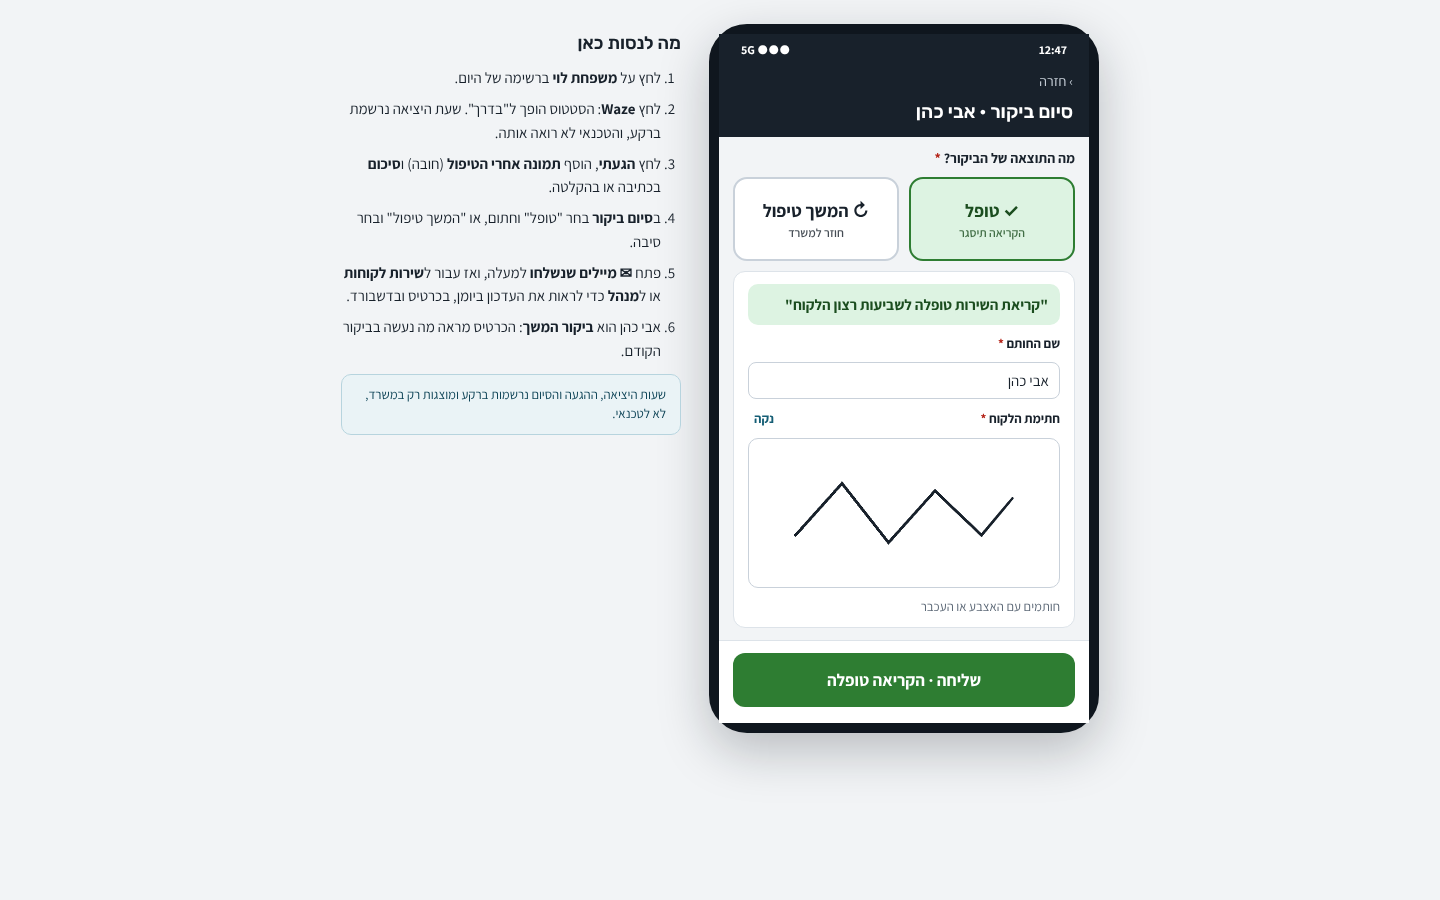 12:47
5G ●●●
› חזרה
סיום ביקור • אבי כהן
מה התוצאה של הביקור? *
✓ טופל
הקריאה תיסגר
↻ המשך טיפול
חוזר למשרד
"קריאת השירות טופלה לשביעות רצון הלקוח"
שם החותם *
אבי כהן
חתימת הלקוח *
נקה
חותמים עם האצבע או העכבר
שליחה · הקריאה טופלה
מה לנסות כאן
1. לחץ על משפחת לוי ברשימה של היום.
2. לחץ Waze: הסטטוס הופך ל"בדרך". שעת היציאה נרשמת
ברקע, והטכנאי לא רואה אותה.
3. לחץ הגעתי, הוסף תמונה אחרי הטיפול (חובה) וסיכום
בכתיבה או בהקלטה.
4. בסיום ביקור בחר "טופל" וחתום, או "המשך טיפול" ובחר
סיבה.
5. פתח ✉ מיילים שנשלחו למעלה, ואז עבור לשירות לקוחות
או למנהל כדי לראות את העדכון ביומן, בכרטיס ובדשבורד.
6. אבי כהן הוא ביקור המשך: הכרטיס מראה מה נעשה בביקור
הקודם.
שעות היציאה, ההגעה והסיום נרשמות ברקע ומוצגות רק במשרד,
לא לטכנאי.